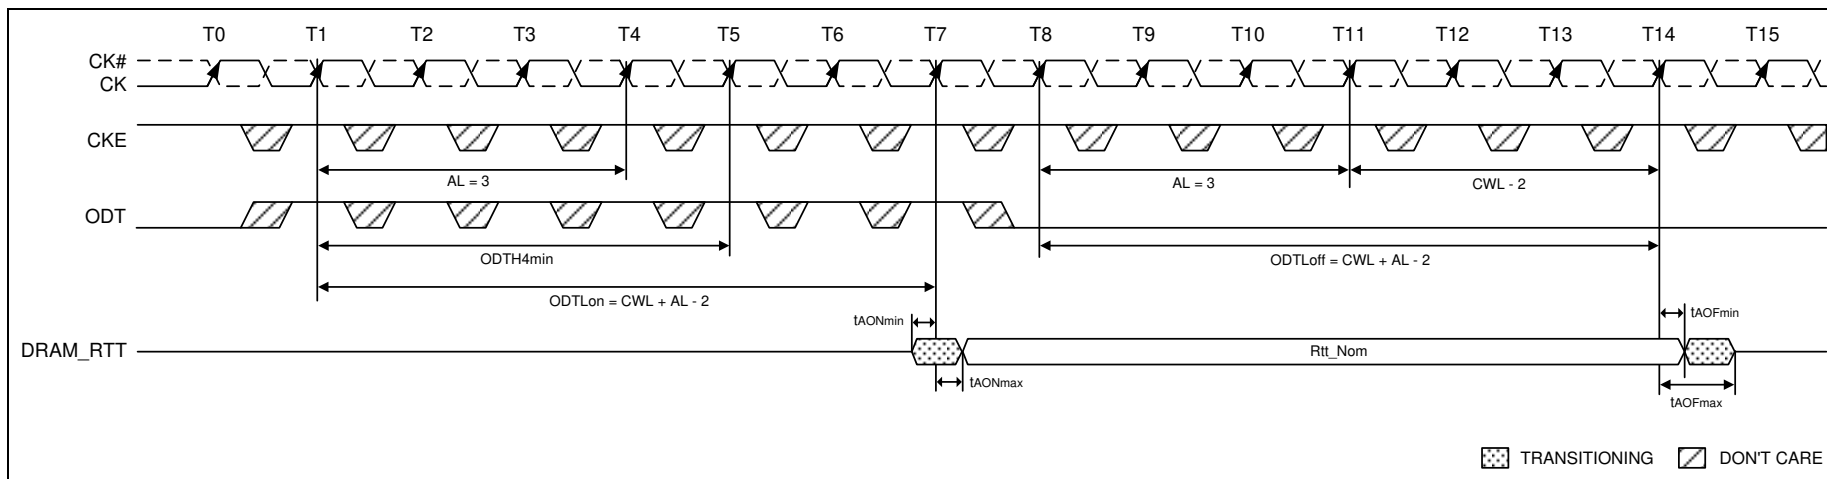 T0 T1 T2 T3 T4 T5 T6 T7 T8 T9 T10 T11 T12 T13 T14 T15
CK#
CK
CKE
AL = 3 AL = 3 CWL - 2
ODT
ODTH4min ODTLoff = CWL + AL - 2
ODTLon = CWL + AL - 2
tAONmin tAOFmin
DRAM_RTT Rtt_Nom
tAONmax
tAOFmax
TRANSITIONING DON'T CARE